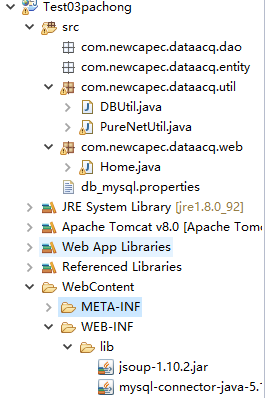 Test03pachong
src
com.newcapec.dataacq.dao
com.newcapec.dataacq.entity
com.newcapec.dataacq.util
DBUtil.java
PureNetUtil.java
com.newcapec.dataacq.web
Home.java
db_mysql.properties
JRE System Library [jre1.8.0_92]
Apache Tomcat v8.0 [Apache Tom
Web App Libraries
Referenced Libraries
WebContent
META-INF
WEB-INF
lib
jsoup-1.10.2.jar
mysql-connector-java-5.